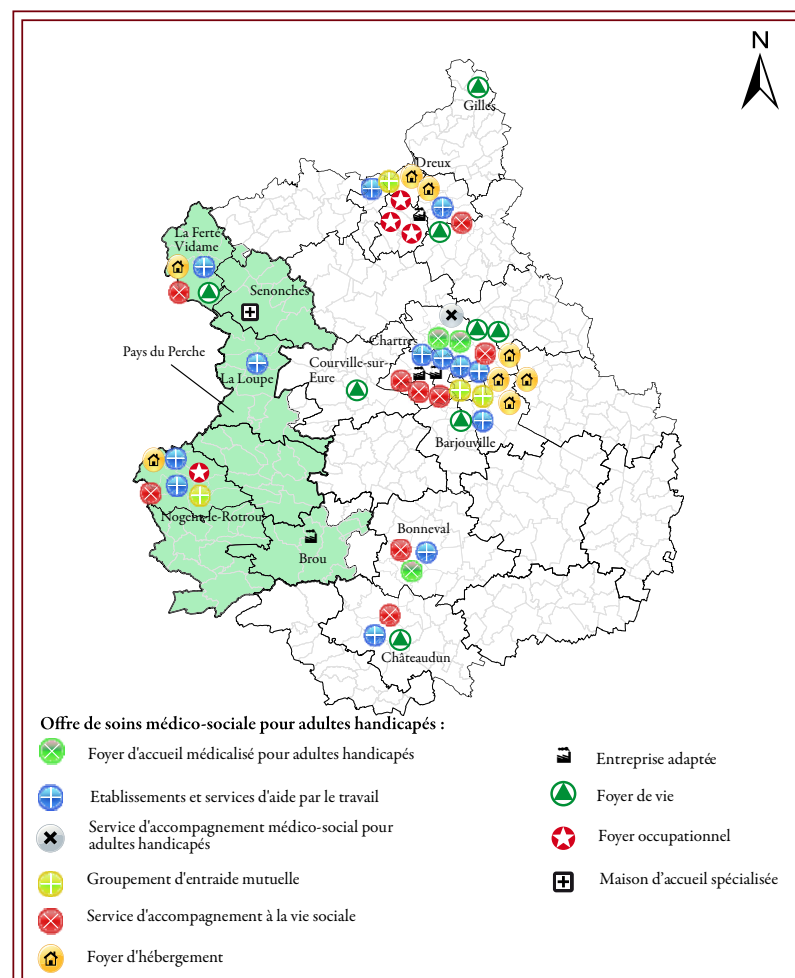 N
Gilles
Dreux
La Ferté
Vidame
Senonches
Chartres
Pays du Perche
Courville-sur-
Eure
La Loupe
Barjouville
Nogent-le-Rotrou
Bonneval
Brou
Châteaudun
Offre de soins médico-sociale pour adultes handicapés :
Foyer d'accueil médicalisé pour adultes handicapés
Etablissements et services d'aide par le travail
Service d'accompagnement médico-social pour
adultes handicapés
Groupement d'entraide mutuelle
Service d'accompagnement à la vie sociale
Foyer d'hébergement
Entreprise adaptée
Foyer de vie
Foyer occupationnel
Maison d'accueil spécialisée